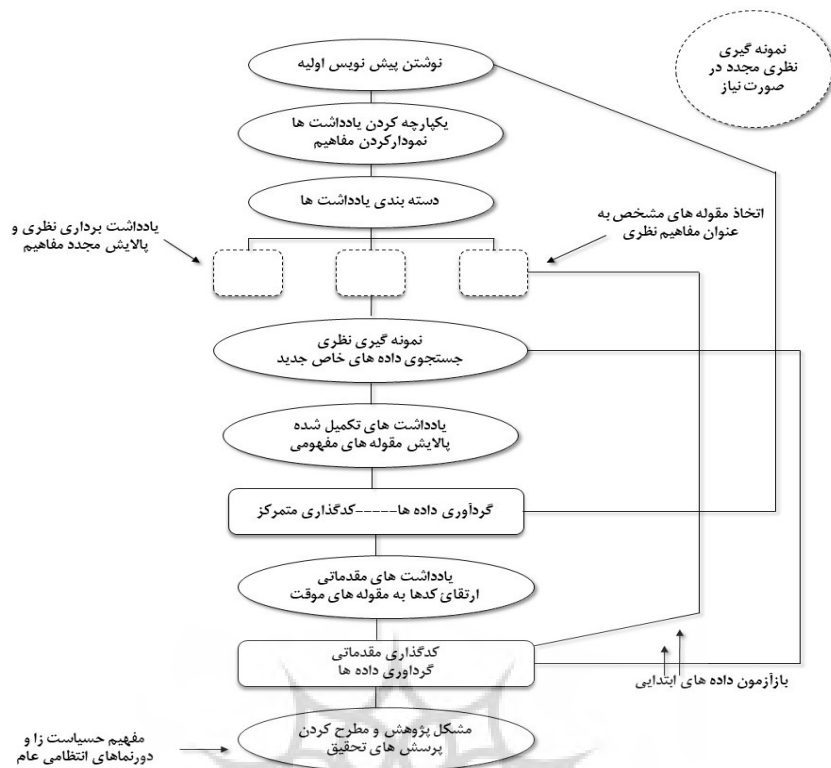 نمونه گیری
نظری مجدد در
صورت نیاز
نوشتن پیش نویس اولیه
یکپارچه کردن یادداشت ها
نمودارکردن مفاهیم
دسته بندی یادداشت ها
اتخاذ مقوله های مشخص به
عنوان مفاهیم نظری
یادداشت برداری نظری و
پالایش مجدد مفاهیم
نمونه گیری نظری
جستجوی داده های خاص جدید
یادداشت های تکمیل شده
پالایش مقوله های مفهومی
گردآوری داده ها-----کدگذاری متمرکز
یادداشت های مقدماتی
ارتقائ کدها به مقوله های موقت
کدگذاری مقدماتی
گرداوری داده ها
بازآزمون داده های ابتدایی
مشکل پژوهش و مطرح کردن
پرسش های تحقیق
مفهیم حسیاست زا و
دورنماهای انتظامی عام